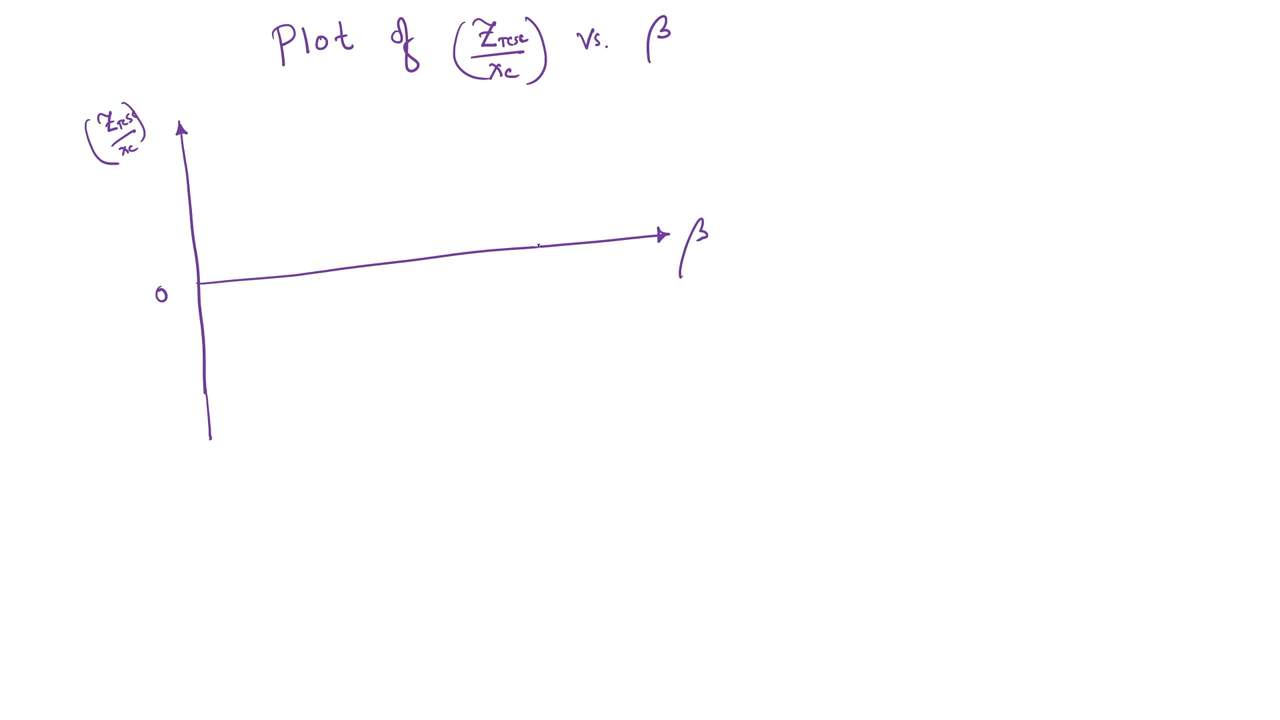 Plot of (Z_TCSC / x_c) vs. β
(Z_TCSC / x_c)
β
0